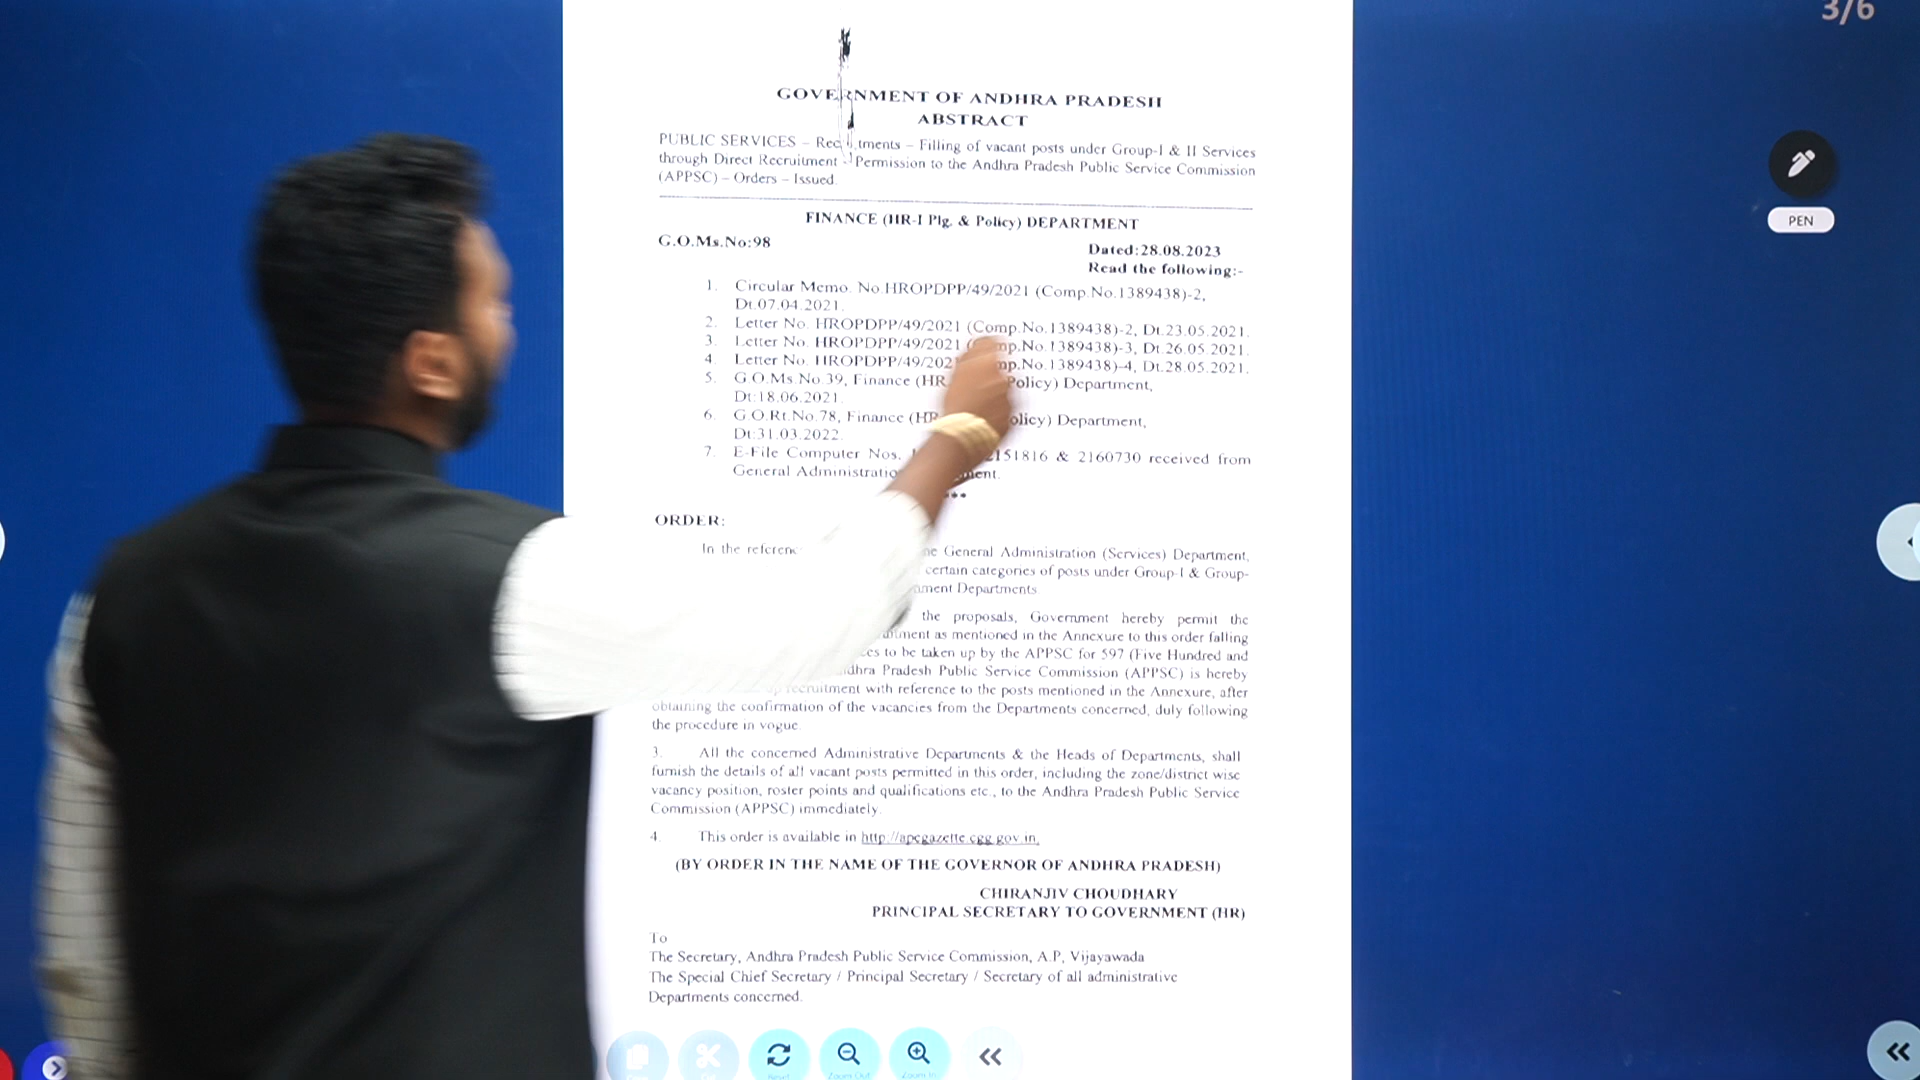 3/6
GOVERNMENT OF ANDHRA PRADESH
ABSTRACT
PUBLIC SERVICES – Rec tments – Filling of vacant posts under Group-I & II Services
through Direct Recruitment - Permission to the Andhra Pradesh Public Service Commission
(APPSC) – Orders – Issued.
PEN
FINANCE (HR-I Plg. & Policy) DEPARTMENT
G.O.Ms.No:98
Dated:28.08.2023
Read the following:-
1. Circular Memo. No.HROPDPP/49/2021 (Comp.No.1389438)-2,
Dt.07.04.2021.
2. Letter No. HROPDPP/49/2021 (Comp.No.1389438)-2, Dt.23.05.2021.
3. Letter No. HROPDPP/49/2021 ( mp.No.1389438)-3, Dt.26.05.2021.
4. Letter No. HROPDPP/49/202 mp.No.1389438)-4, Dt.28.05.2021.
5. G.O.Ms.No.39, Finance (HR Policy) Department,
Dt:18.06.2021.
6. G.O.Rt.No.78, Finance (HR olicy) Department,
Dt:31.03.2022.
7. E-File Computer Nos. 2151816 & 2160730 received from
General Administratio ment.
ORDER:
In the referenc he General Administration (Services) Department,
certain categories of posts under Group-I & Group-
nment Departments
the proposals, Government hereby permit the
uitment as mentioned in the Annexure to this order falling
ces to be taken up by the APPSC for 597 (Five Hundred and
ndhra Pradesh Public Service Commission (APPSC) is hereby
up recruitment with reference to the posts mentioned in the Annexure, after
obtaining the confirmation of the vacancies from the Departments concerned, duly following
the procedure in vogue.
3. All the concerned Administrative Departments & the Heads of Departments, shall
furnish the details of all vacant posts permitted in this order, including the zone/district wise
vacancy position, roster points and qualifications etc., to the Andhra Pradesh Public Service
Commission (APPSC) immediately.
4. This order is available in http://apegazette.cgg.gov.in.
(BY ORDER IN THE NAME OF THE GOVERNOR OF ANDHRA PRADESH)
CHIRANJIV CHOUDHARY
PRINCIPAL SECRETARY TO GOVERNMENT (HR)
To
The Secretary, Andhra Pradesh Public Service Commission, A.P, Vijayawada
The Special Chief Secretary / Principal Secretary / Secretary of all administrative
Departments concerned.
Reset Zoom Out Zoom In